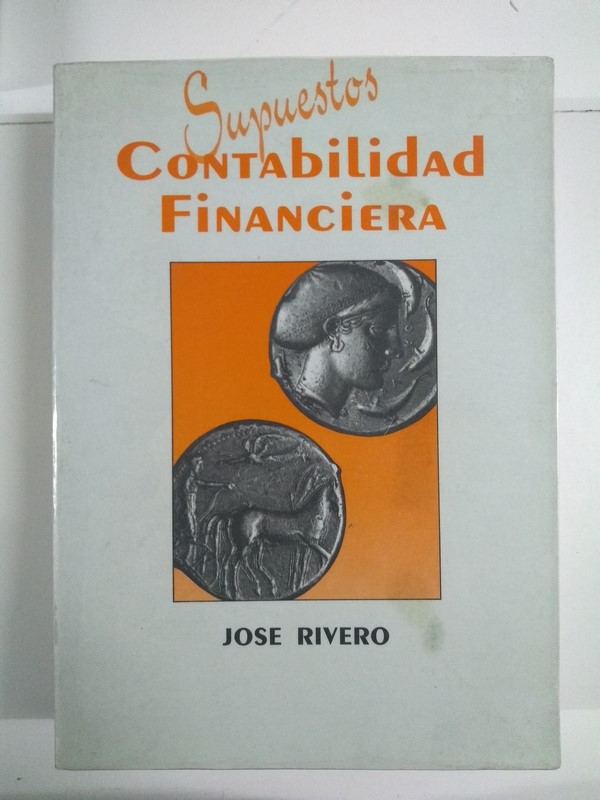 Supuestos
CONTAbilidAd
FiNANCiERA
JOSE RIVERO